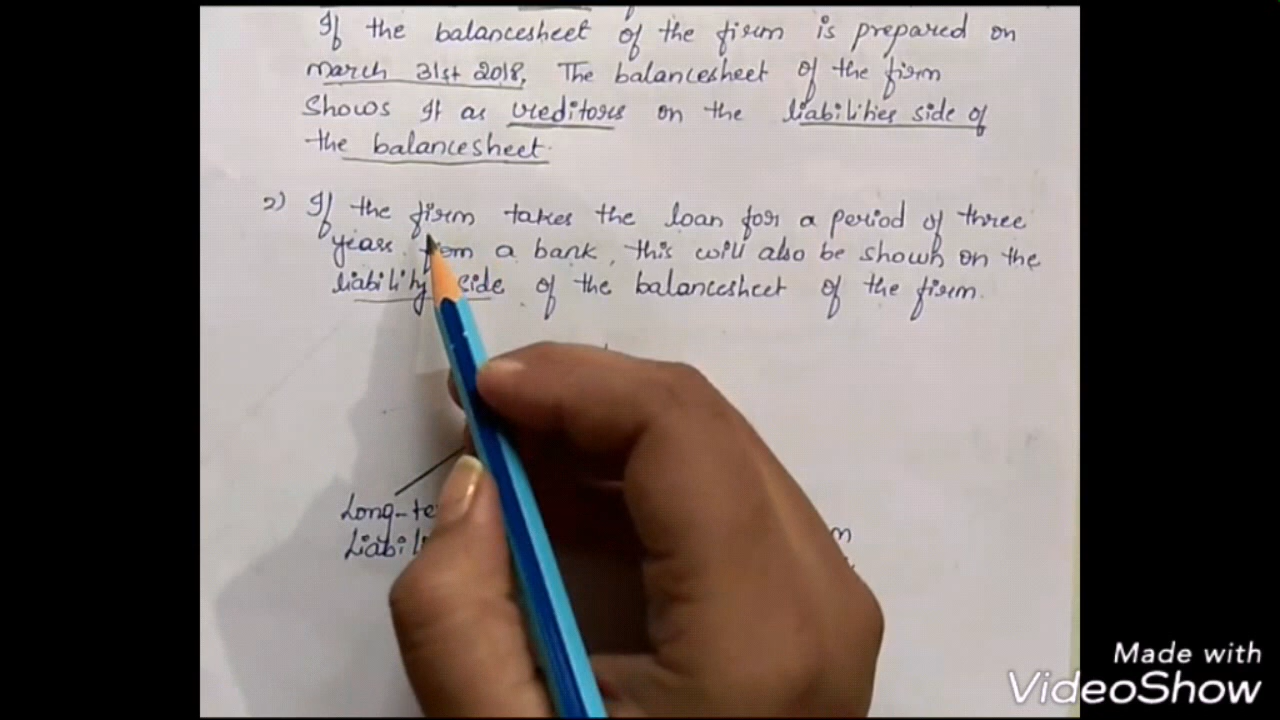 If the balancesheet of the firm is prepared on
march 31st 2018, The balancesheet of the firm
Shows It as creditors on the liabilities side of
the balancesheet.
2) If the firm takes the loan for a period of three
years from a bank, this will also be shown on the
liability side of the balancesheet of the firm.
Long-te
Liabili
Made with
VideoShow